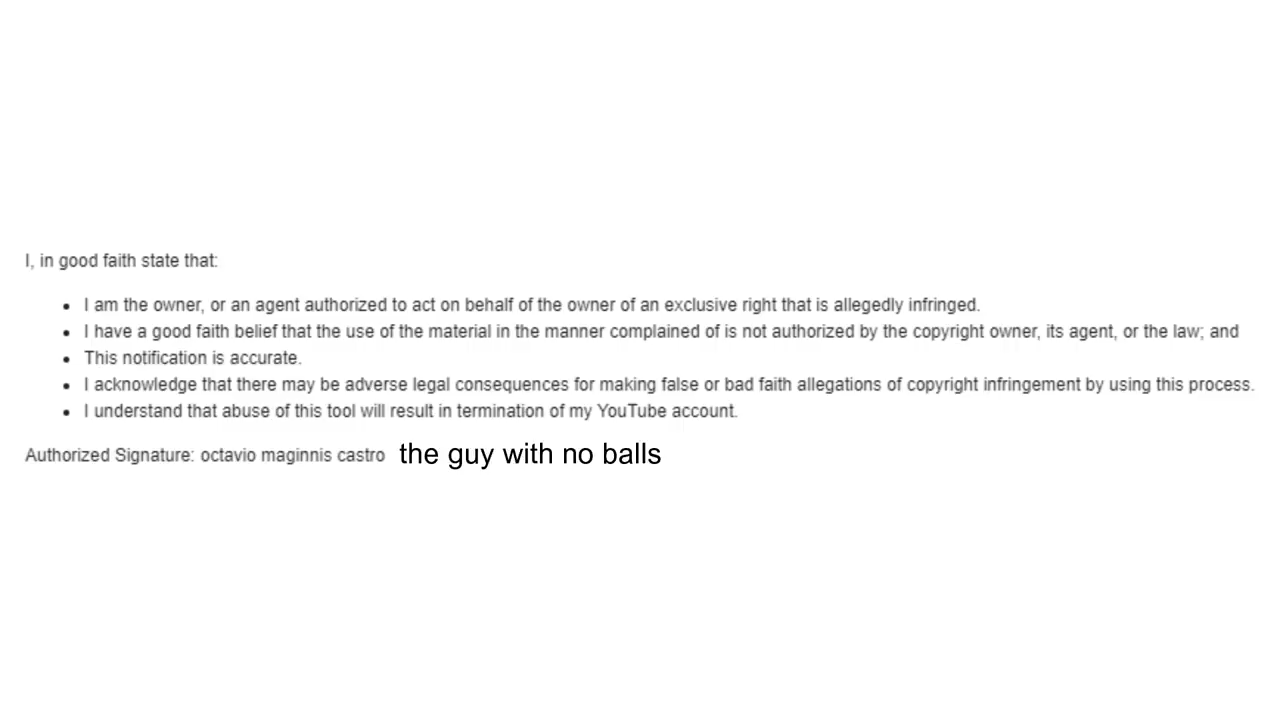 I, in good faith state that:
• I am the owner, or an agent authorized to act on behalf of the owner of an exclusive right that is allegedly infringed.
• I have a good faith belief that the use of the material in the manner complained of is not authorized by the copyright owner, its agent, or the law; and
• This notification is accurate.
• I acknowledge that there may be adverse legal consequences for making false or bad faith allegations of copyright infringement by using this process.
• I understand that abuse of this tool will result in termination of my YouTube account.
Authorized Signature: octavio maginnis castro the guy with no balls